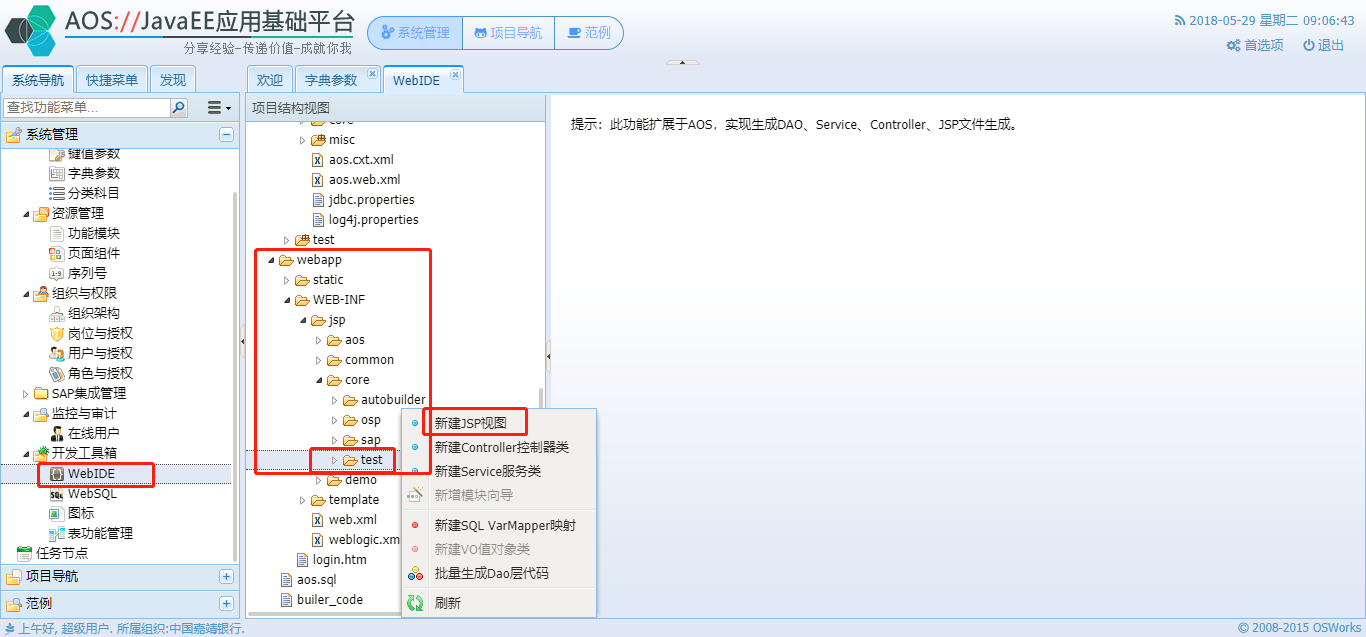 AOS://JavaEE应用基础平台
分享经验-传递价值-成就你我
系统管理
项目导航
范例
2018-05-29 星期二 09:06:43
首选项
退出
系统导航
快捷菜单
发现
查找功能菜单...
系统管理
键值参数
字典参数
分类科目
资源管理
功能模块
页面组件
序列号
组织与权限
组织架构
岗位与授权
用户与授权
角色与授权
SAP集成管理
监控与审计
在线用户
开发工具箱
WebIDE
WebSQL
图标
表功能管理
任务节点
项目导航
范例
欢迎
字典参数
WebIDE
项目结构视图
core
misc
aos.cxt.xml
aos.web.xml
jdbc.properties
log4j.properties
test
webapp
static
WEB-INF
jsp
aos
common
core
autobuilder
osp
sap
test
demo
template
web.xml
weblogic.xm
login.htm
aos.sql
builer_code
新建JSP视图
新建Controller控制器类
新建Service服务类
新增模块向导
新建SQL VarMapper映射
新建VO值对象类
批量生成Dao层代码
刷新
提示：此功能扩展于AOS，实现生成DAO、Service、Controller、JSP文件生成。
上午好, 超级用户. 所属组织:中国嘉靖银行.
© 2008-2015 OSWorks